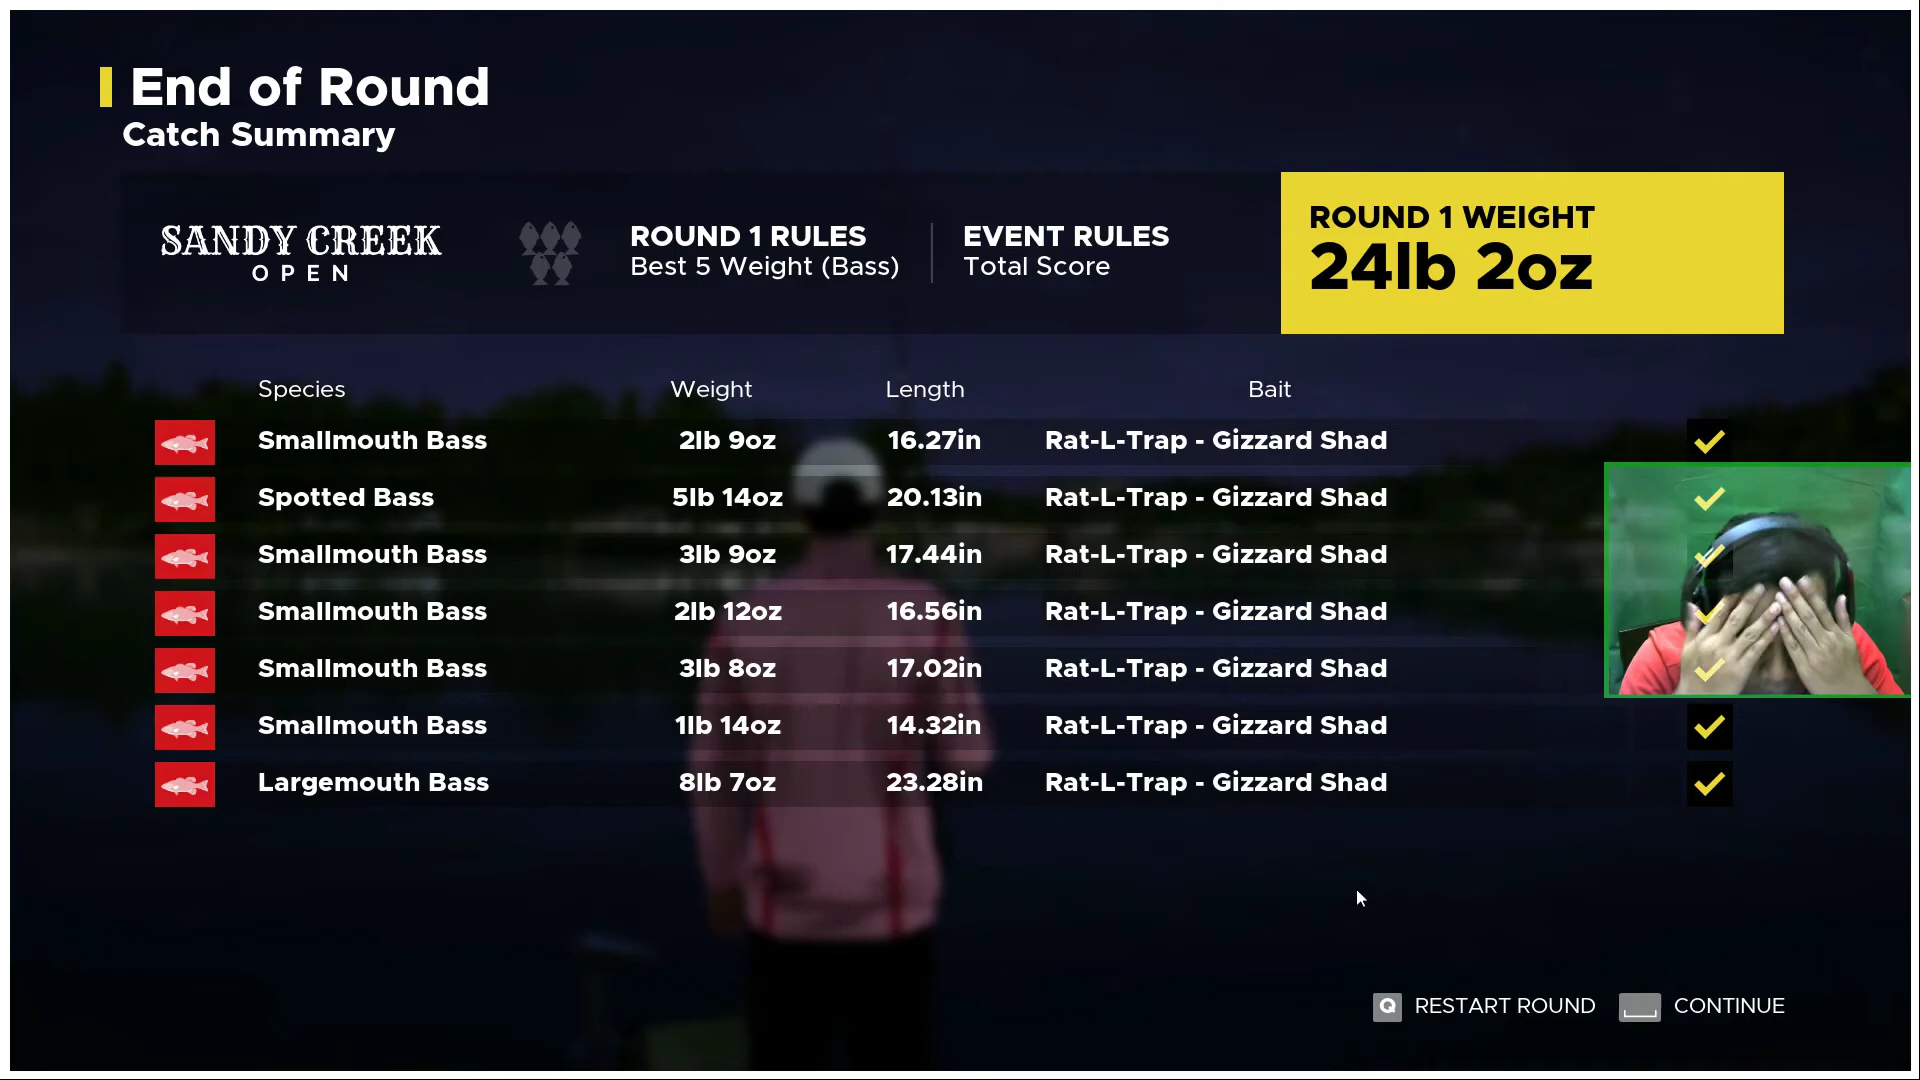 End of Round
Catch Summary
SANDY CREEK
OPEN
ROUND 1 RULES
Best 5 Weight (Bass)
EVENT RULES
Total Score
ROUND 1 WEIGHT
24lb 2oz
Species Weight Length Bait
Smallmouth Bass 2lb 9oz 16.27in Rat-L-Trap - Gizzard Shad
Spotted Bass 5lb 14oz 20.13in Rat-L-Trap - Gizzard Shad
Smallmouth Bass 3lb 9oz 17.44in Rat-L-Trap - Gizzard Shad
Smallmouth Bass 2lb 12oz 16.56in Rat-L-Trap - Gizzard Shad
Smallmouth Bass 3lb 8oz 17.02in Rat-L-Trap - Gizzard Shad
Smallmouth Bass 1lb 14oz 14.32in Rat-L-Trap - Gizzard Shad
Largemouth Bass 8lb 7oz 23.28in Rat-L-Trap - Gizzard Shad
Q RESTART ROUND CONTINUE